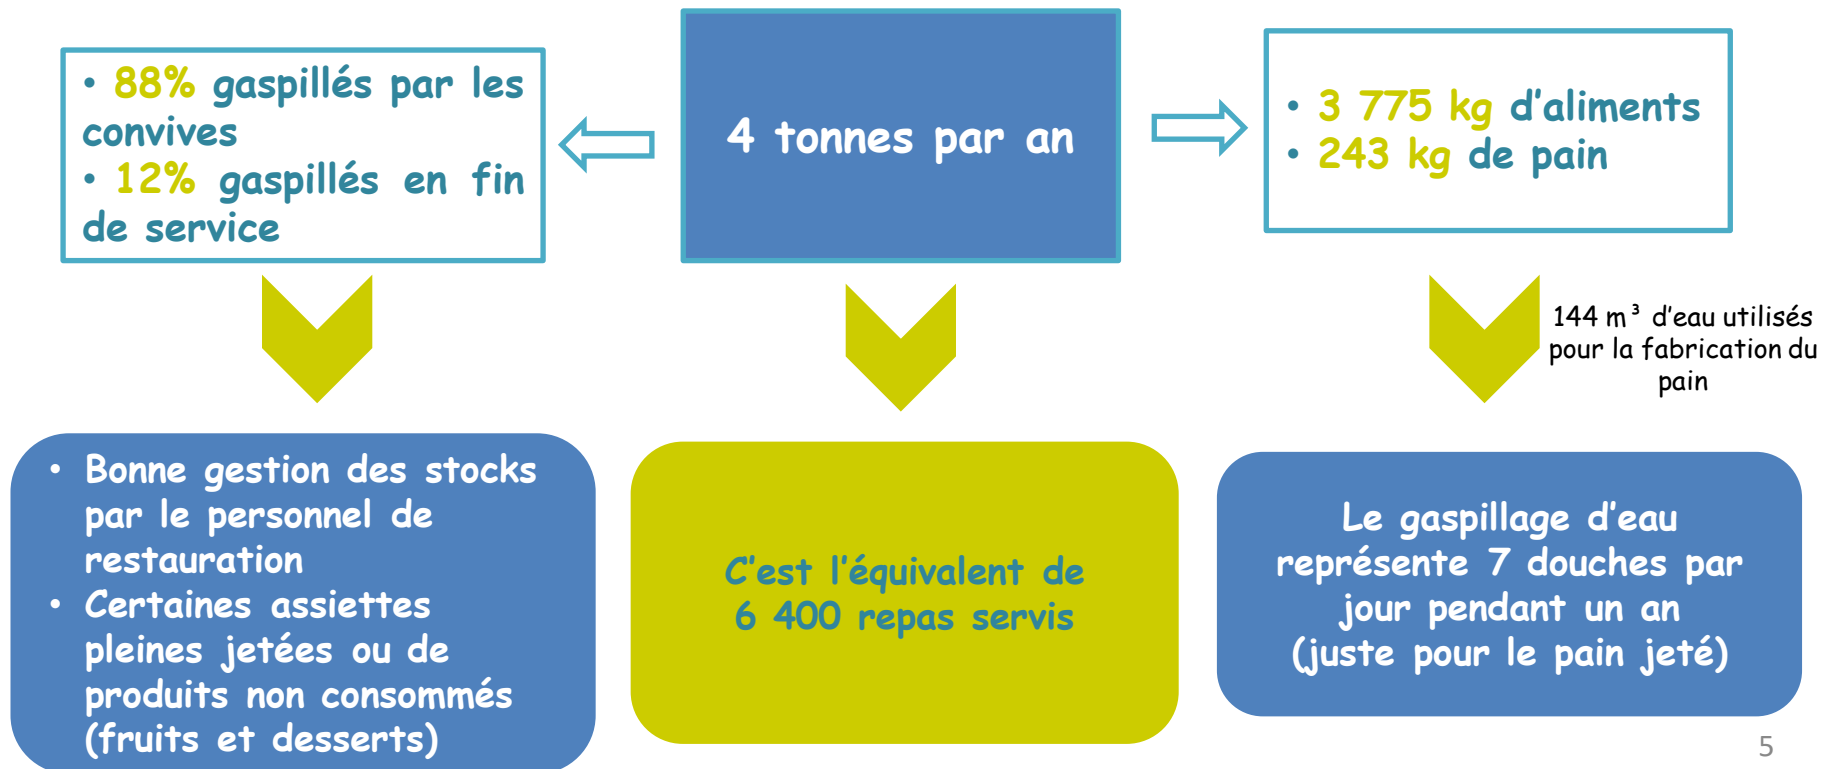 • 88% gaspillés par les
convives
• 12% gaspillés en fin
de service
4 tonnes par an
• 3 775 kg d'aliments
• 243 kg de pain
144 m³ d'eau utilisés
pour la fabrication du
pain
• Bonne gestion des stocks
par le personnel de
restauration
• Certaines assiettes
pleines jetées ou de
produits non consommés
(fruits et desserts)
C'est l'équivalent de
6 400 repas servis
Le gaspillage d'eau
représente 7 douches par
jour pendant un an
(juste pour le pain jeté)
5